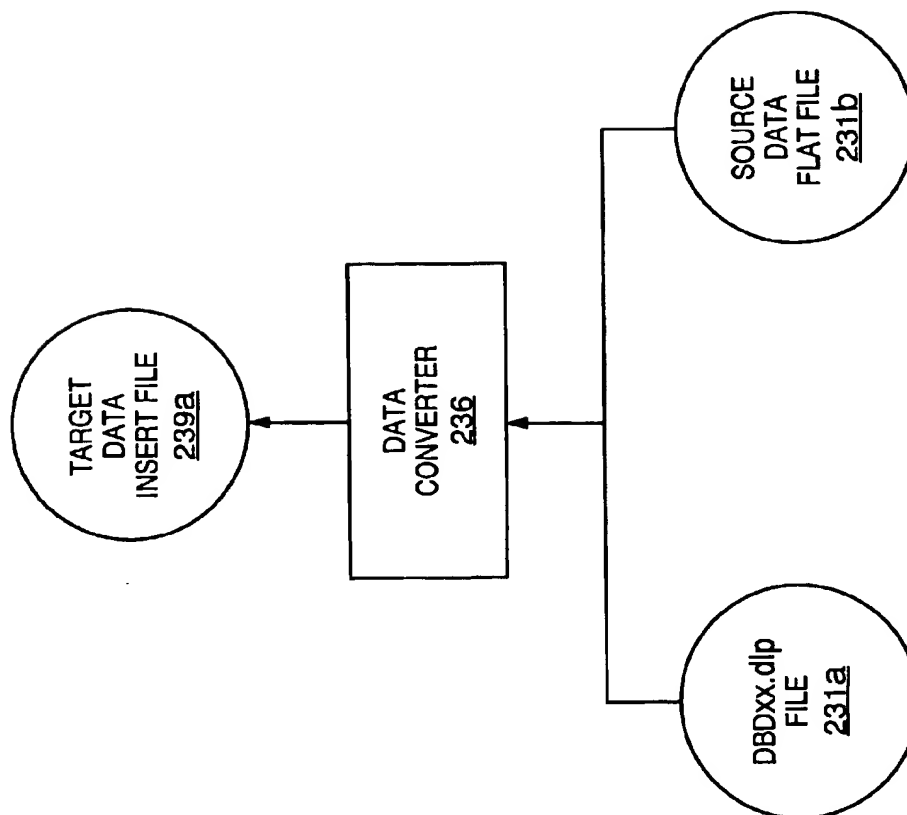 TARGET
DATA
INSERT FILE
239a
DATA
CONVERTER
236
DBDxx.dlp
FILE
231a
SOURCE
DATA
FLAT FILE
231b